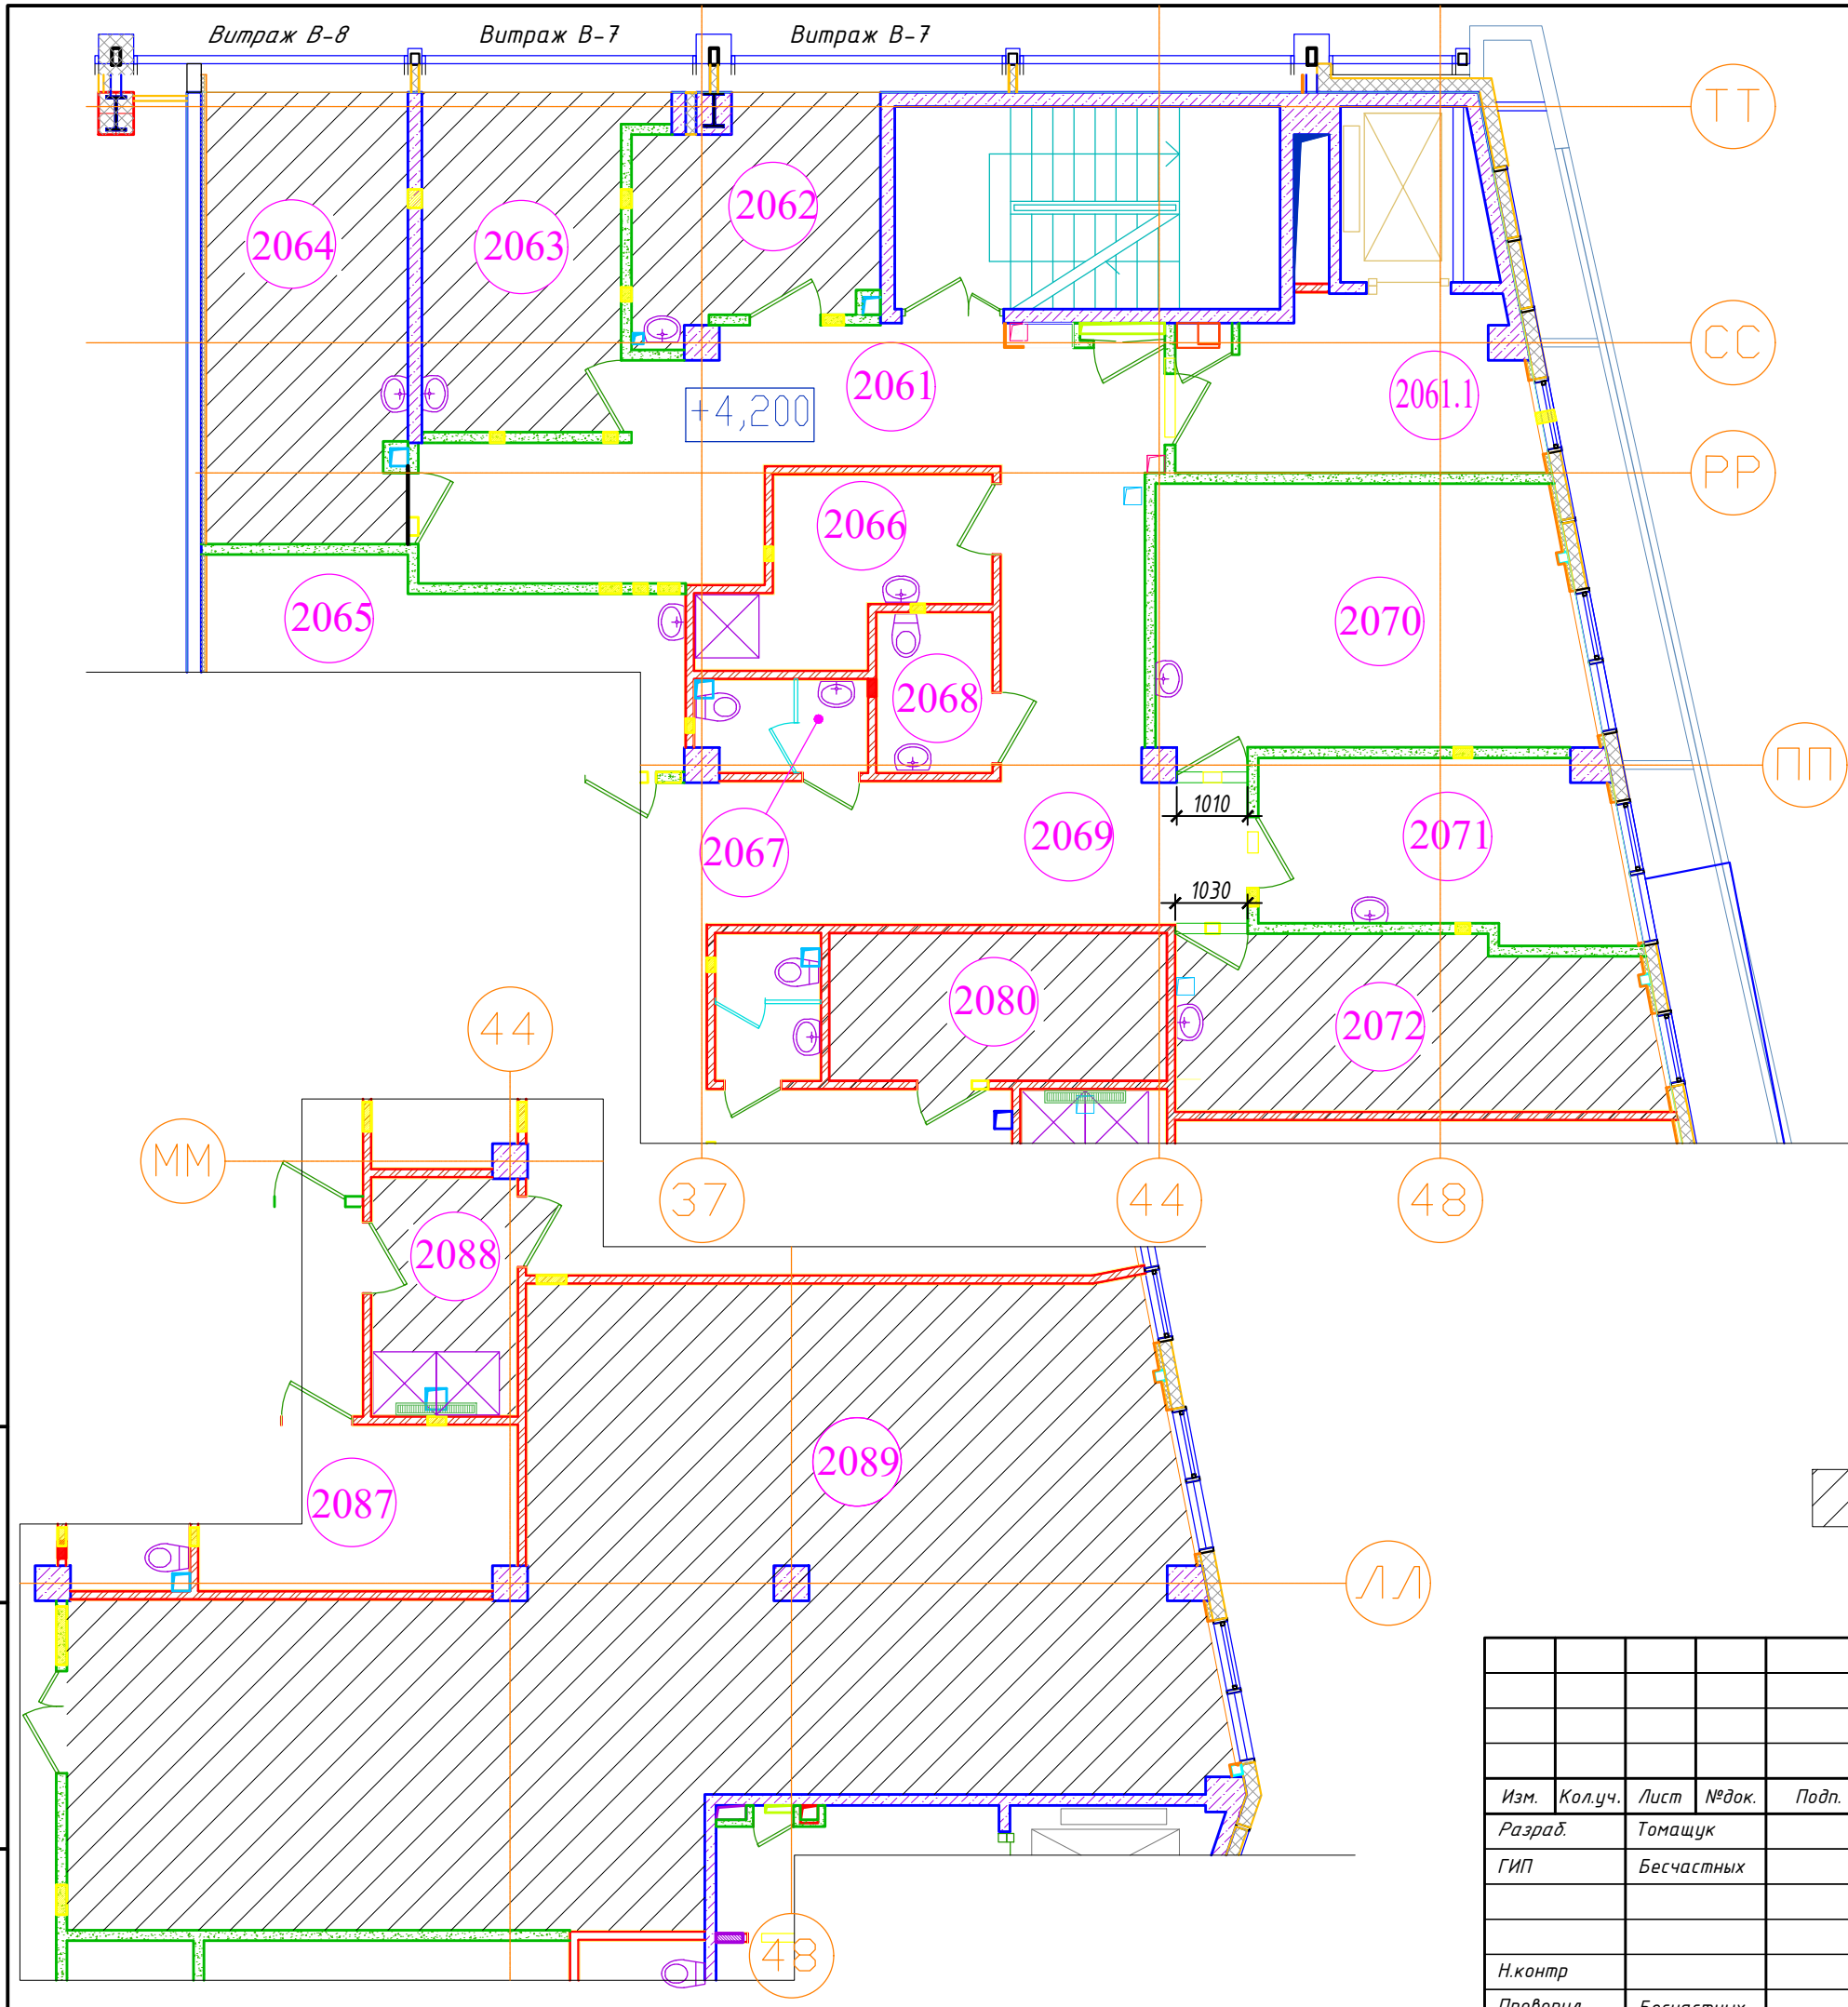 Витраж В-8
Витраж В-7
Витраж В-7
ТТ
2062
2064
2063
СС
2061
2061.1
+4,200
РР
2066
2065
2070
2068
ПП
1010
2067
2069
2071
1030
2080
2072
44
ММ
37
44
48
2088
2089
2087
ЛЛ
48
Изм.
Кол.уч.
Лист
№док.
Подп.
Разраб.
Томащук
ГИП
Бесчастных
Н.контр
Проверил
Бесчастных